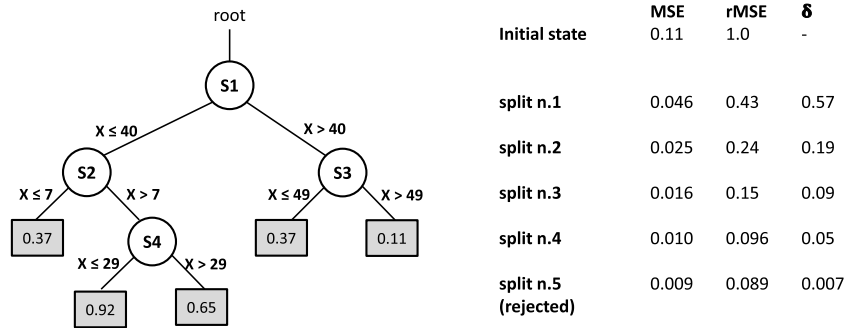 root
S1
X ≤ 40
X > 40
S2
S3
X ≤ 7
X > 7
X ≤ 49
X > 49
0.37
S4
0.37
0.11
X ≤ 29
X > 29
0.92
0.65
MSE rMSE δ
Initial state 0.11 1.0 -
split n.1 0.046 0.43 0.57
split n.2 0.025 0.24 0.19
split n.3 0.016 0.15 0.09
split n.4 0.010 0.096 0.05
split n.5 0.009 0.089 0.007
(rejected)